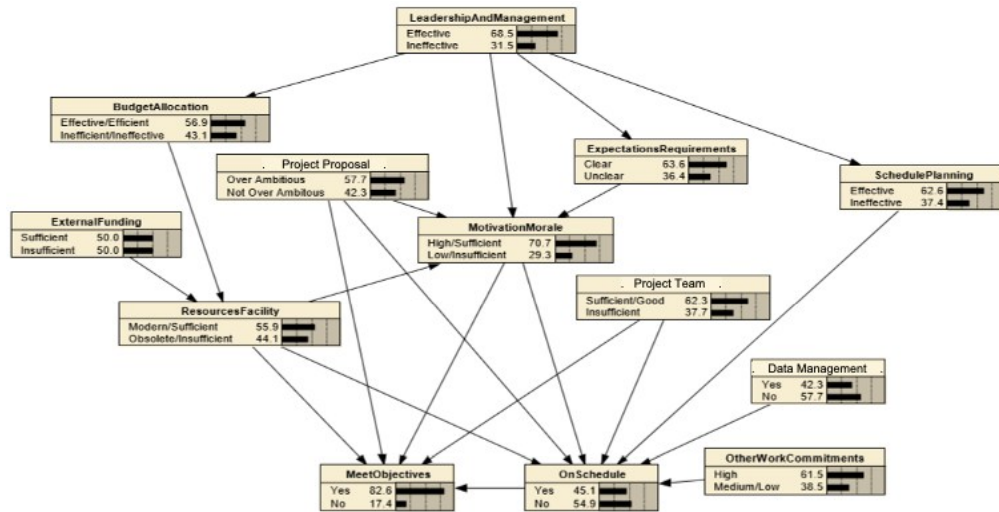 LeadershipAndManagement
Effective 68.5
Ineffective 31.5
BudgetAllocation
Effective/Efficient 56.9
Inefficient/Ineffective 43.1
ExpectationsRequirements
Clear 63.6
Unclear 36.4
. Project Proposal .
Over Ambitious 57.7
Not Over Ambitous 42.3
SchedulePlanning
Effective 62.6
Ineffective 37.4
ExternalFunding
Sufficient 50.0
Insufficient 50.0
MotivationMorale
High/Sufficient 70.7
Low/Insufficient 29.3
. Project Team .
Sufficient/Good 62.3
Insufficient 37.7
ResourcesFacility
Modern/Sufficient 55.9
Obsolete/Insufficient 44.1
. Data Management .
Yes 42.3
No 57.7
OtherWorkCommitments
High 61.5
Medium/Low 38.5
MeetObjectives
Yes 82.6
No 17.4
OnSchedule
Yes 45.1
No 54.9